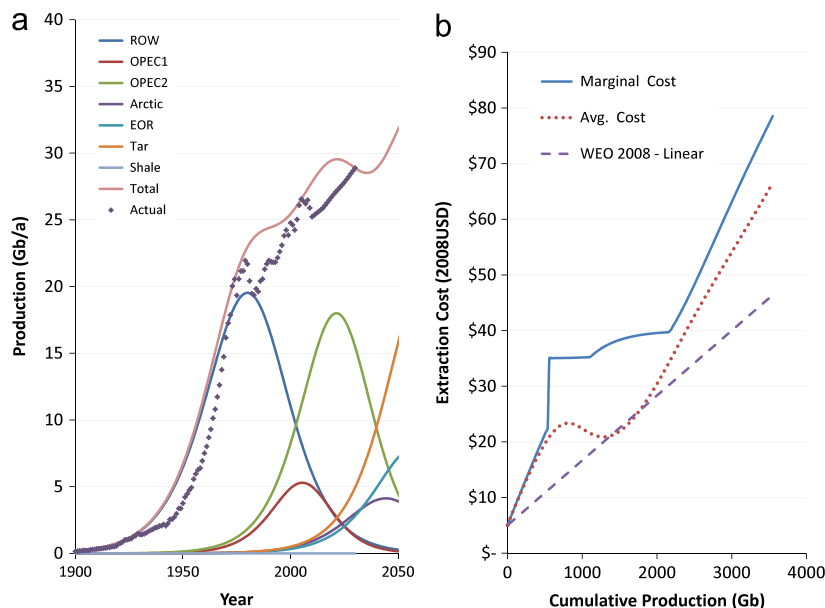 a
40
35
30
25
20
15
10
5
0
Production (Gb/a)
ROW
OPEC1
OPEC2
Arctic
EOR
Tar
Shale
Total
Actual
1900
1950
2000
2050
Year
b
$90
$80
$70
$60
$50
$40
$30
$20
$10
$-
Extraction Cost (2008USD)
Marginal Cost
Avg. Cost
WEO 2008 - Linear
0
1000
2000
3000
4000
Cumulative Production (Gb)